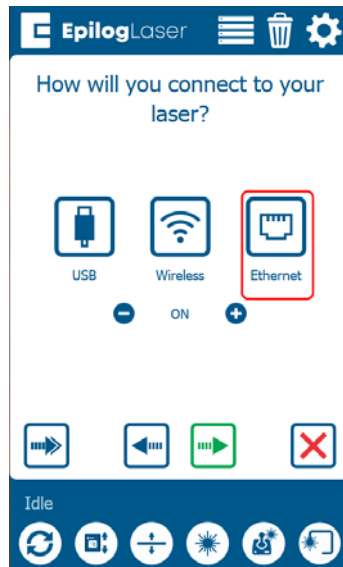 EpilogLaser
How will you connect to your
laser?
USB Wireless Ethernet
ON
Idle